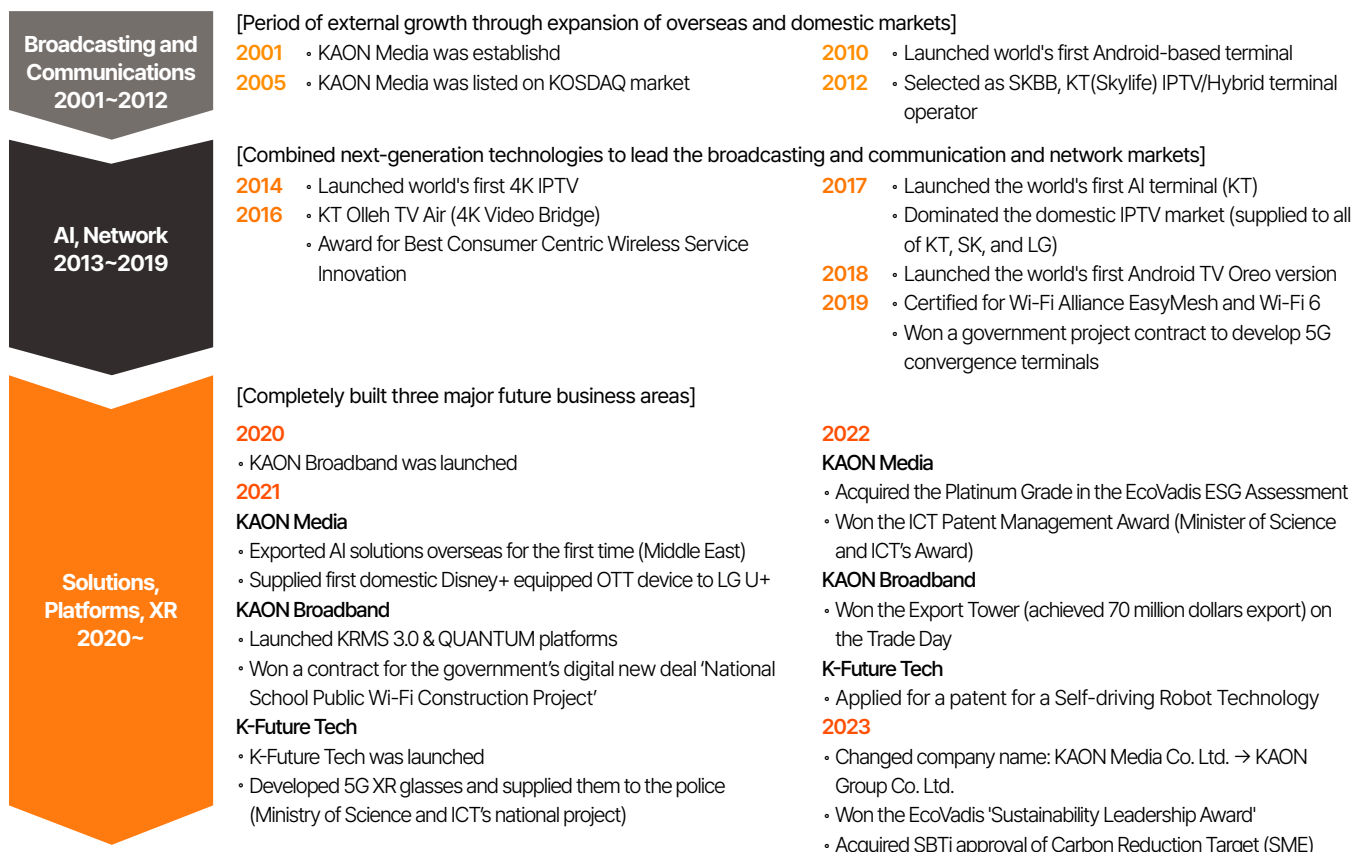 Broadcasting and
Communications
2001~2012
[Period of external growth through expansion of overseas and domestic markets]
2001 ◦ KAON Media was establishd
2005 ◦ KAON Media was listed on KOSDAQ market
2010 ◦ Launched world's first Android-based terminal
2012 ◦ Selected as SKBB, KT(Skylife) IPTV/Hybrid terminal
operator
AI, Network
2013~2019
[Combined next-generation technologies to lead the broadcasting and communication and network markets]
2014 ◦ Launched world's first 4K IPTV
2016 ◦ KT Olleh TV Air (4K Video Bridge)
◦ Award for Best Consumer Centric Wireless Service
Innovation
2017 ◦ Launched the world's first AI terminal (KT)
◦ Dominated the domestic IPTV market (supplied to all
of KT, SK, and LG)
2018 ◦ Launched the world's first Android TV Oreo version
2019 ◦ Certified for Wi-Fi Alliance EasyMesh and Wi-Fi 6
◦ Won a government project contract to develop 5G
convergence terminals
Solutions,
Platforms, XR
2020~
[Completely built three major future business areas]
2020
◦ KAON Broadband was launched
2021
KAON Media
◦ Exported AI solutions overseas for the first time (Middle East)
◦ Supplied first domestic Disney+ equipped OTT device to LG U+
KAON Broadband
◦ Launched KRMS 3.0 & QUANTUM platforms
◦ Won a contract for the government’s digital new deal ‘National
School Public Wi-Fi Construction Project’
K-Future Tech
◦ K-Future Tech was launched
◦ Developed 5G XR glasses and supplied them to the police
(Ministry of Science and ICT’s national project)
2022
KAON Media
◦ Acquired the Platinum Grade in the EcoVadis ESG Assessment
◦ Won the ICT Patent Management Award (Minister of Science
and ICT’s Award)
KAON Broadband
◦ Won the Export Tower (achieved 70 million dollars export) on
the Trade Day
K-Future Tech
◦ Applied for a patent for a Self-driving Robot Technology
2023
◦ Changed company name: KAON Media Co. Ltd. → KAON
Group Co. Ltd.
◦ Won the EcoVadis 'Sustainability Leadership Award'
◦ Acquired SBTi approval of Carbon Reduction Target (SME)